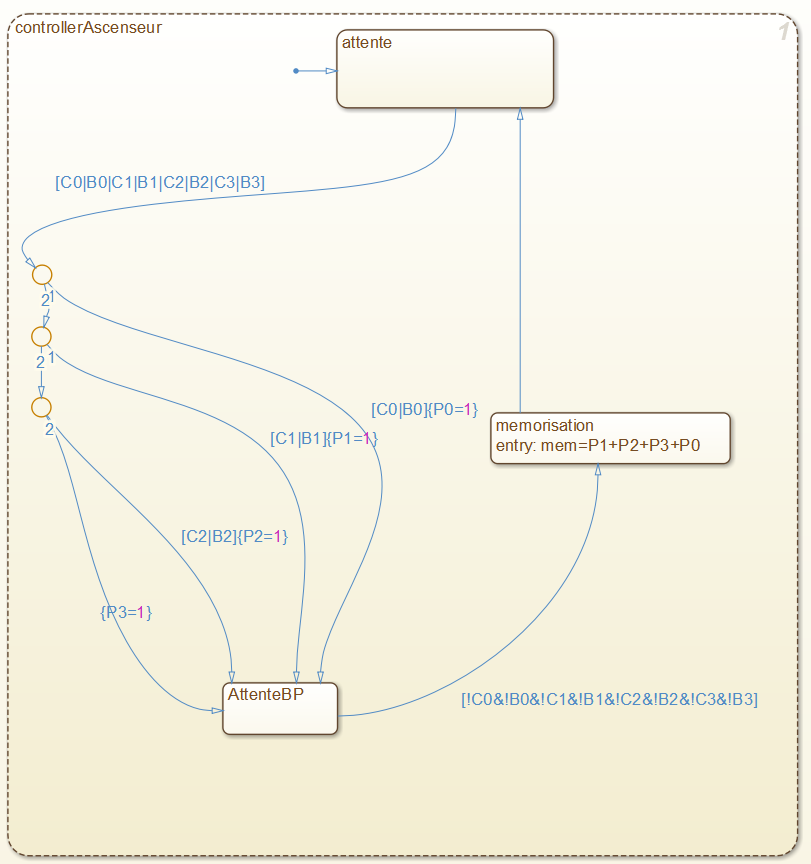 controllerAscenseur
1
attente
[C0|B0|C1|B1|C2|B2|C3|B3]
2
1
2
1
[C0|B0]{P0=1}
memorisation
entry: mem=P1+P2+P3+P0
2
[C1|B1]{P1=1}
[C2|B2]{P2=1}
{P3=1}
AttenteBP
[!C0&!B0&!C1&!B1&!C2&!B2&!C3&!B3]